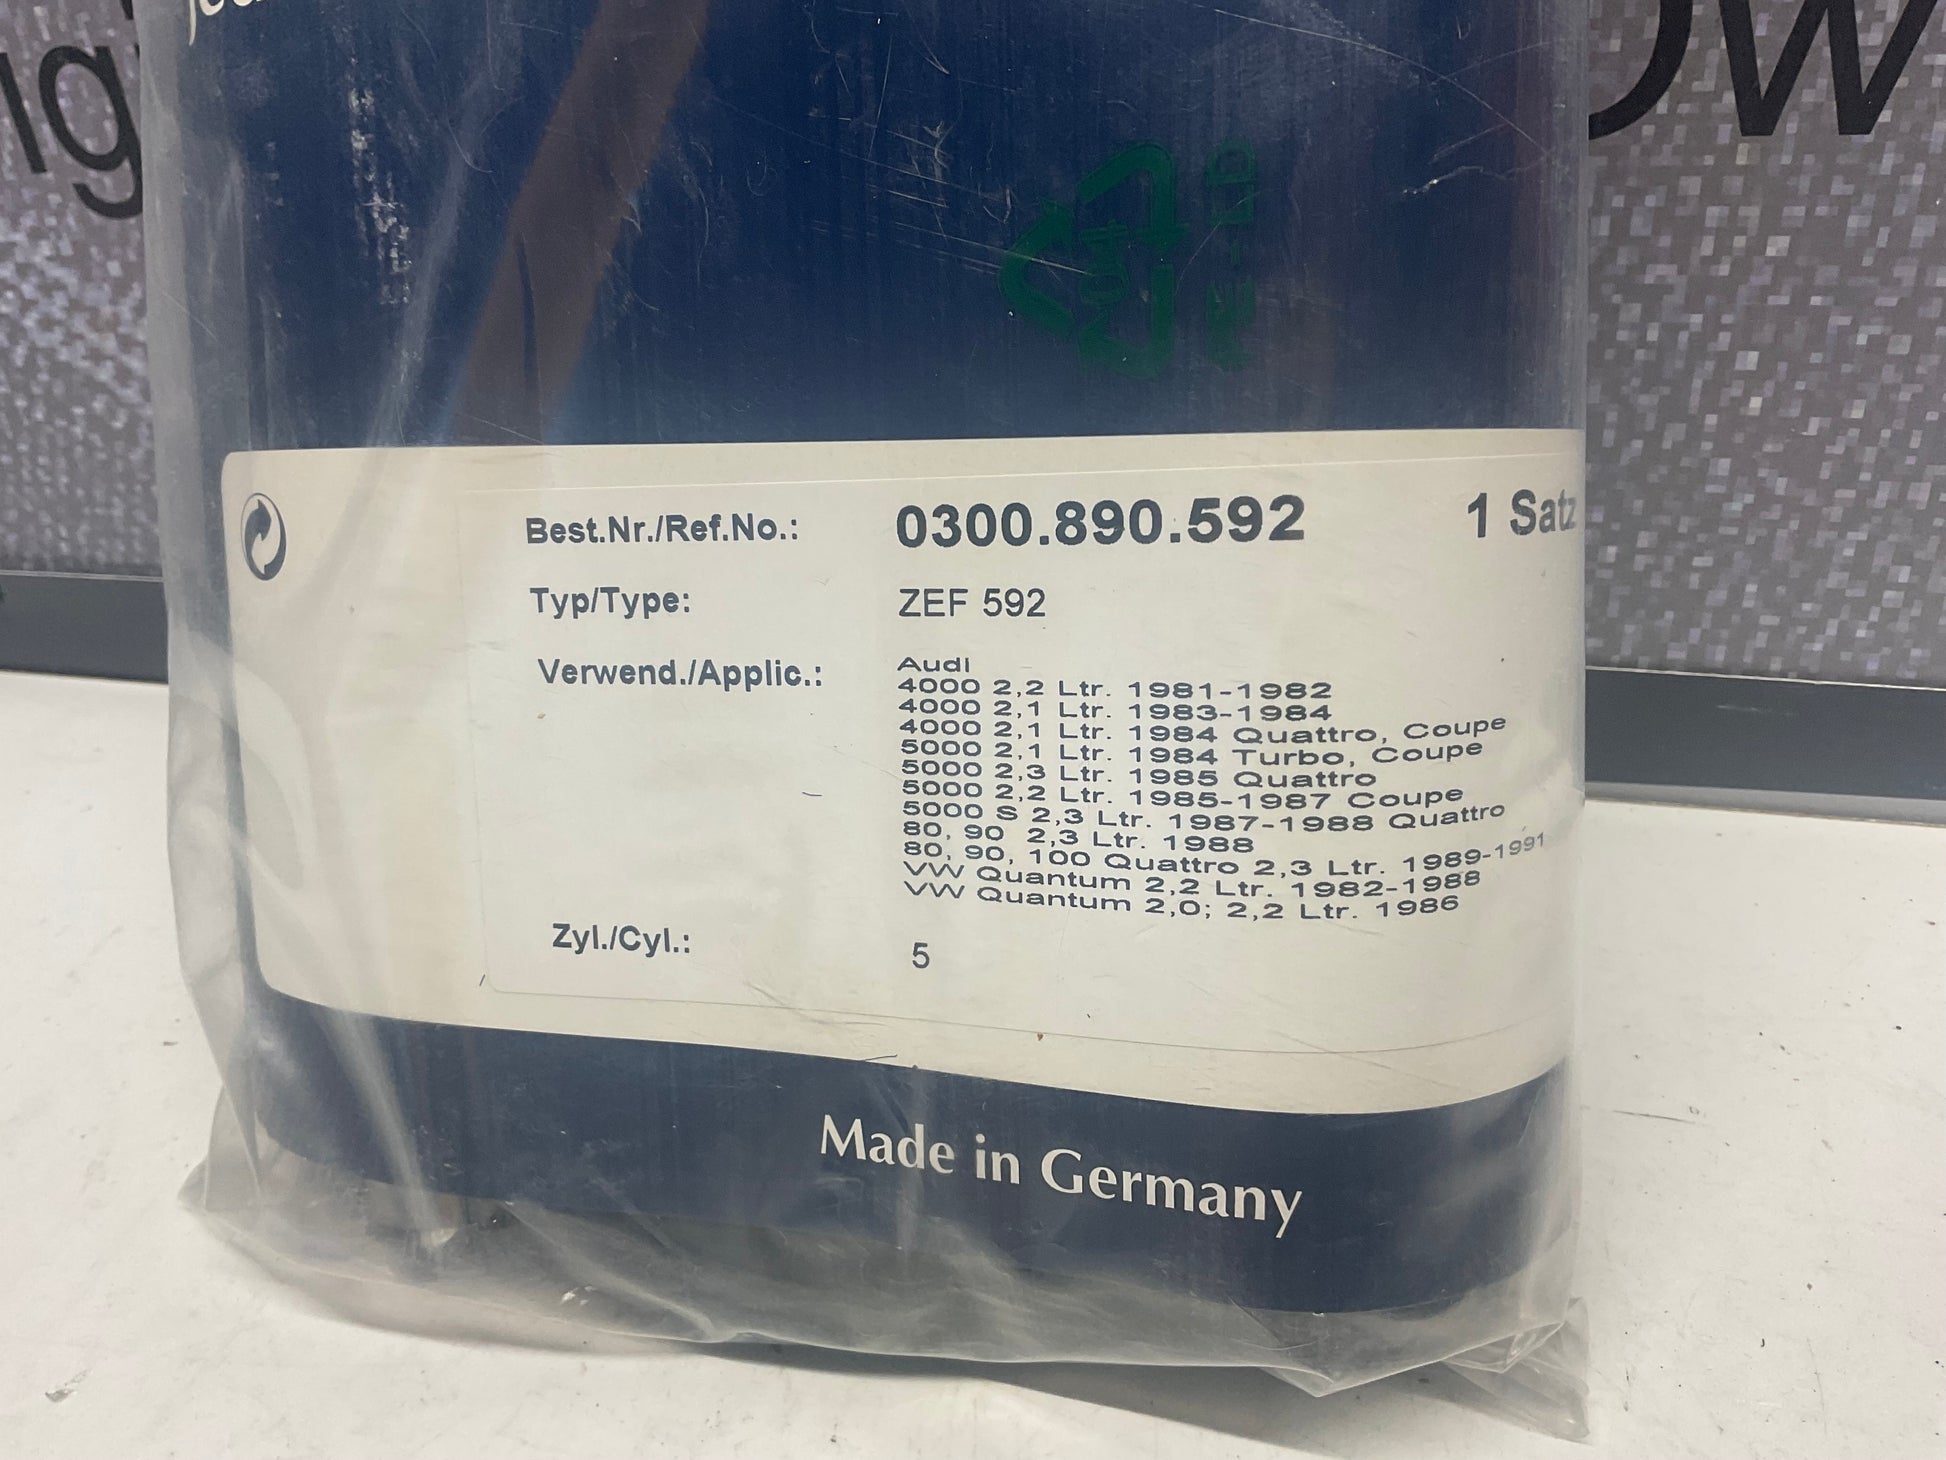 Best.Nr./Ref.No.: 0300.890.592 1 Satz
Typ/Type: ZEF 592
Verwend./Applic.: Audi
4000 2,2 Ltr. 1981-1982
4000 2,1 Ltr. 1983-1984
4000 2,1 Ltr. 1984 Quattro, Coupe
5000 2,1 Ltr. 1984 Turbo, Coupe
5000 2,3 Ltr. 1985 Quattro
5000 2,2 Ltr. 1985-1987 Coupe
5000 S 2,3 Ltr. 1987-1988 Quattro
80, 90 2,3 Ltr. 1988
80, 90, 100 Quattro 2,3 Ltr. 1989-1991
VW Quantum 2,2 Ltr. 1982-1988
VW Quantum 2,0; 2,2 Ltr. 1986
Zyl./Cyl.: 5
Made in Germany
04
PE-LD